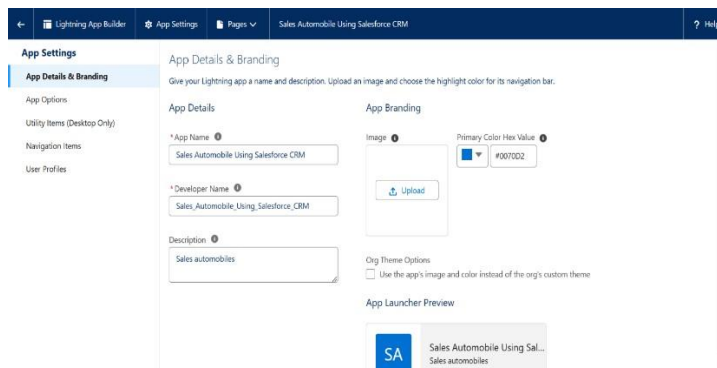 Lightning App Builder App Settings Pages Sales Automobile Using Salesforce CRM ? Help
App Settings
App Details & Branding
App Options
Utility Items (Desktop Only)
Navigation Items
User Profiles
App Details & Branding
Give your Lightning app a name and description. Upload an image and choose the highlight color for its navigation bar.
App Details
*App Name
Sales Automobile Using Salesforce CRM
*Developer Name
Sales_Automobile_Using_Salesforce_CRM
Description
Sales automobiles
App Branding
Image Primary Color Hex Value
#0070D2
Upload
Org Theme Options
Use the app's image and color instead of the org's custom theme
App Launcher Preview
SA
Sales Automobile Using Sal...
Sales automobiles